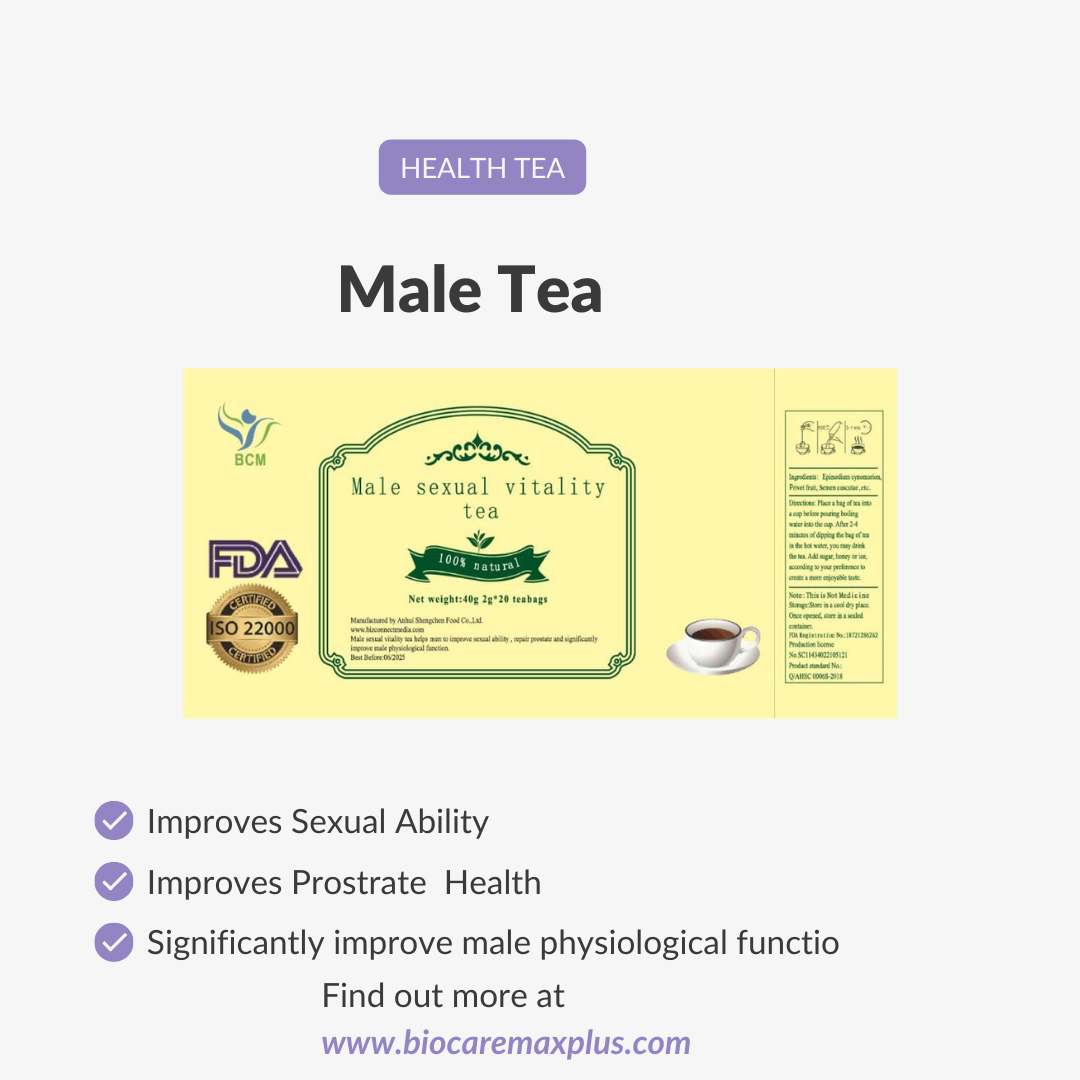 HEALTH TEA
Male Tea
BCM
FDA
CERTIFIED
ISO 22000
CERTIFIED
Male sexual vitality
tea
100% natural
Net weight:40g 2g*20 teabags
Manufactured by Anhui Shengchen Food Co.,Ltd.
www.bizconnectmedia.com
Male sexual vitality tea helps men to improve sexual ability , repair prostate and significantly
improve male physiological function.
Best Before:06/2025
Ingredients: Epimedium cynomorion,
Privet fruit, Semen cuscutae, etc.
Directions: Place a bag of tea into
a cup before pouring boiling
water into the cup. After 2-4
minutes of dipping the bag of tea
in the hot water, you may drink
the tea. Add sugar, honey or ice,
according to your preference to
create a more enjoyable taste.
Note : This is Not Medicine
Storage:Store in a cool dry place.
Once opened, store in a sealed
container.
FDA Registration No.:18721286262
Production license
No.SC11434022105121
Product standard No.:
Q/AHSC 0006S-2018
Improves Sexual Ability
Improves Prostrate  Health
Significantly improve male physiological functio
Find out more at
www.biocaremaxplus.com